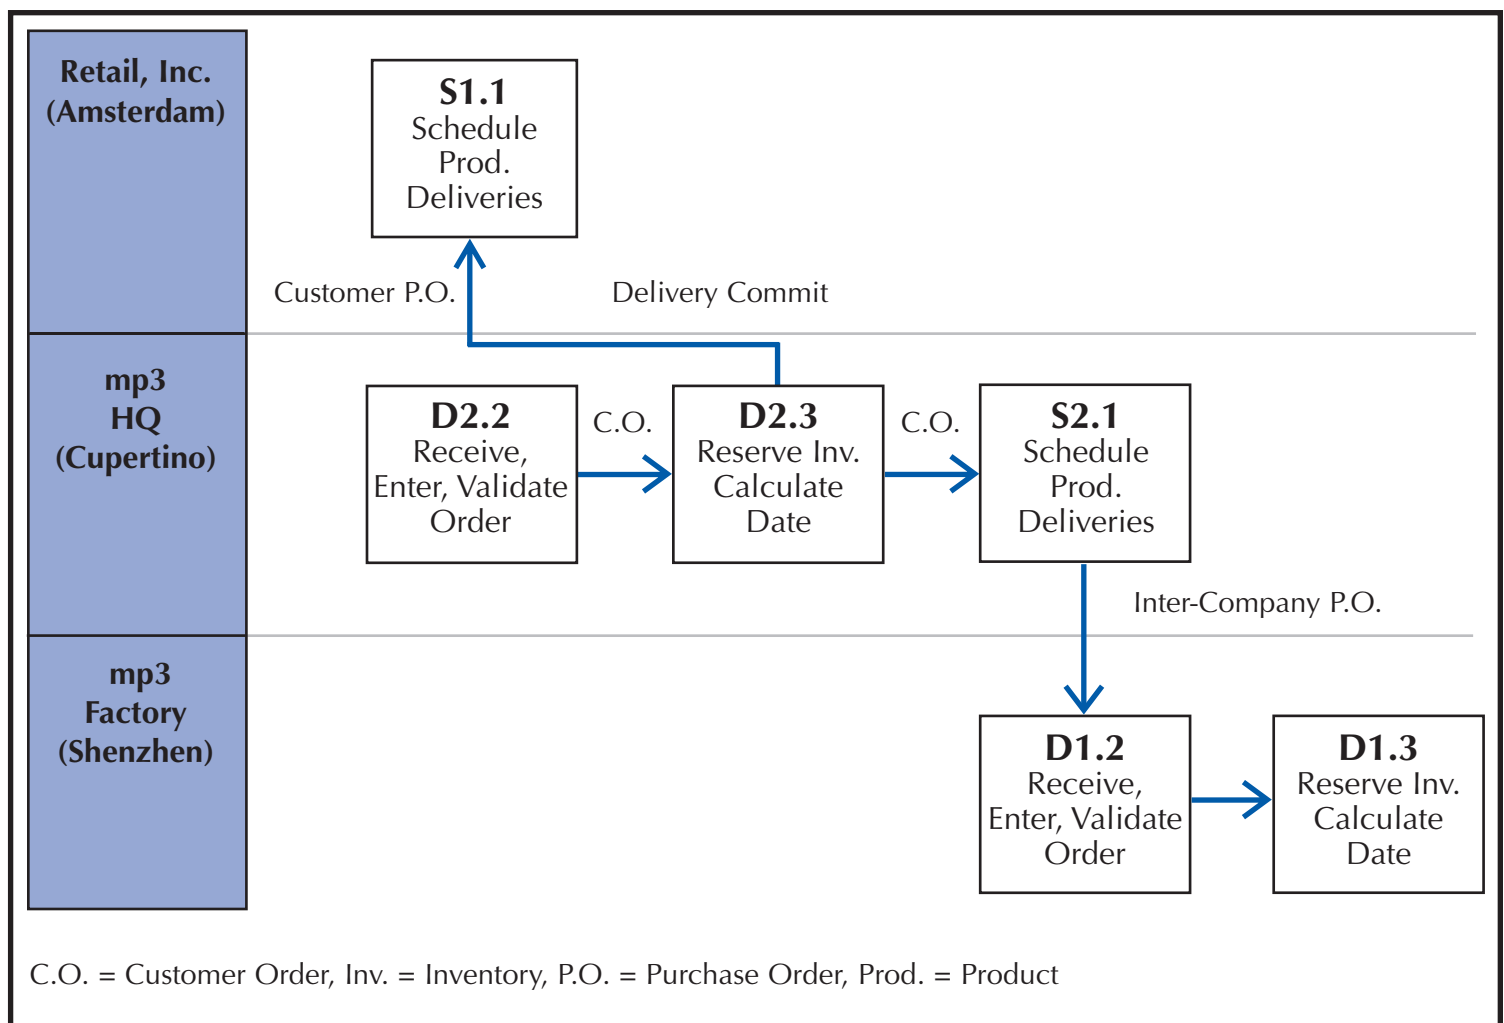 Retail, Inc.
(Amsterdam)
S1.1
Schedule
Prod.
Deliveries
Customer P.O.
Delivery Commit
mp3
HQ
(Cupertino)
D2.2
Receive,
Enter, Validate
Order
C.O.
D2.3
Reserve Inv.
Calculate
Date
C.O.
S2.1
Schedule
Prod.
Deliveries
Inter-Company P.O.
mp3
Factory
(Shenzhen)
D1.2
Receive,
Enter, Validate
Order
D1.3
Reserve Inv.
Calculate
Date
C.O. = Customer Order, Inv. = Inventory, P.O. = Purchase Order, Prod. = Product